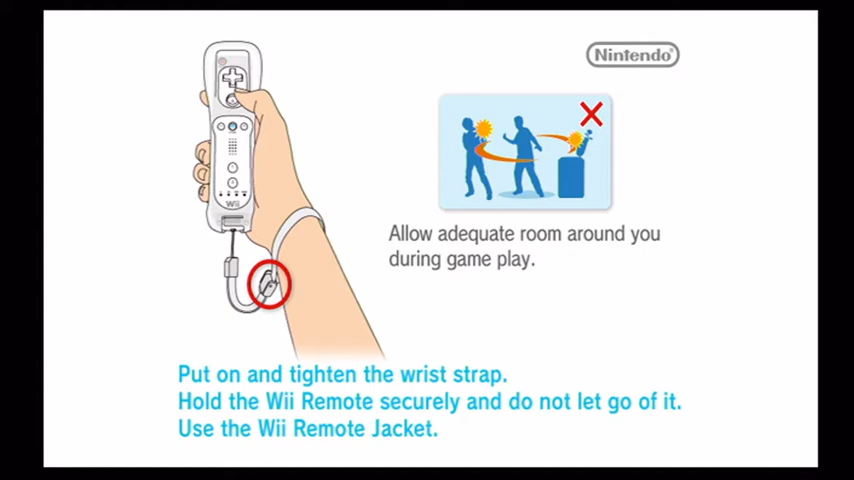 Nintendo®
Wii
Allow adequate room around you
during game play.
Put on and tighten the wrist strap.
Hold the Wii Remote securely and do not let go of it.
Use the Wii Remote Jacket.